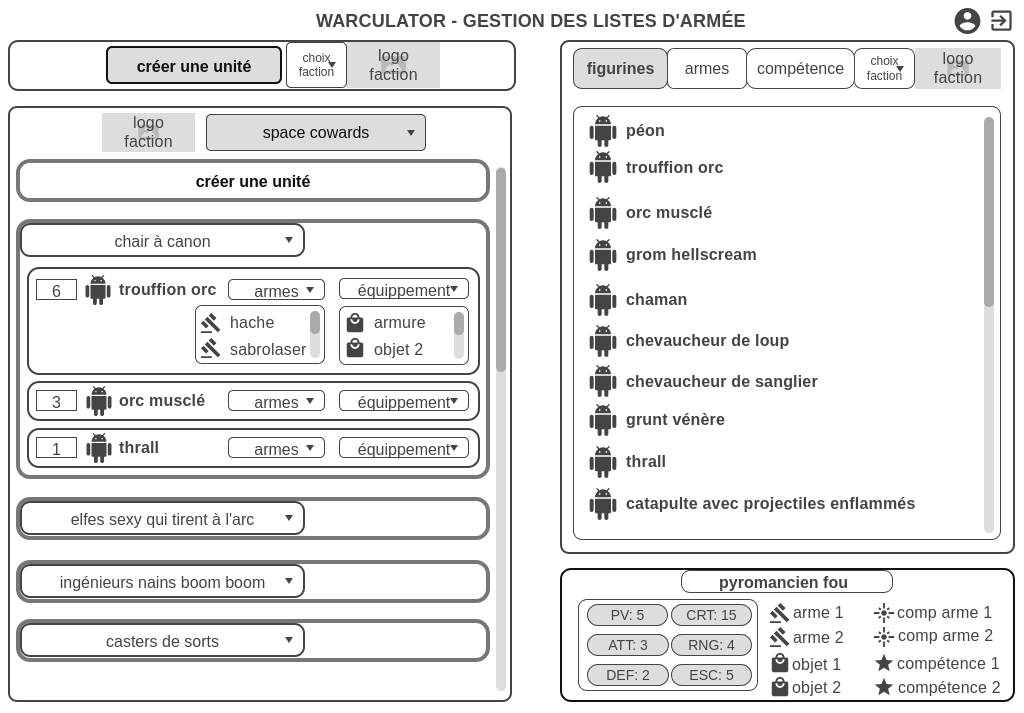 WARCULATOR - GESTION DES LISTES D'ARMÉE
créer une unité
choix
faction
logo
faction
logo
faction
space cowards
créer une unité
chair à canon
6
trouffion orc
armes
équippement
hache
sabrolaser
armure
objet 2
3
orc musclé
armes
équippement
1
thrall
armes
équippement
elfes sexy qui tirent à l'arc
ingénieurs nains boom boom
casters de sorts
figurines
armes
compétence
choix
faction
logo
faction
péon
trouffion orc
orc musclé
grom hellscream
chaman
chevaucheur de loup
chevaucheur de sanglier
grunt vénère
thrall
catapulte avec projectiles enflammés
pyromancien fou
PV: 5
CRT: 15
ATT: 3
RNG: 4
DEF: 2
ESC: 5
arme 1
arme 2
objet 1
objet 2
comp arme 1
comp arme 2
compétence 1
compétence 2